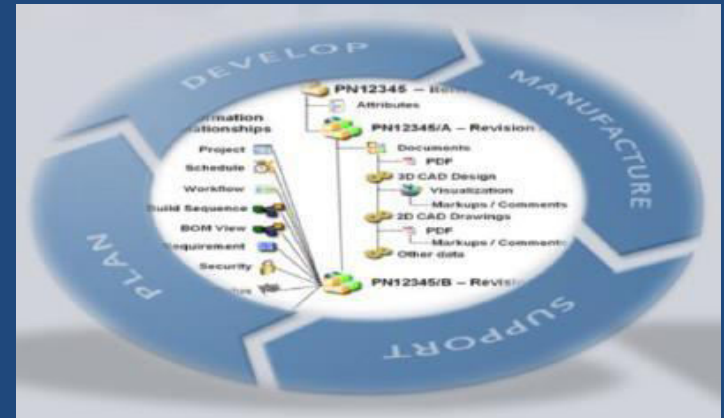 DEVELOP
MANUFACTURE
SUPPORT
PLAN
PN12345 –
Attributes
PN12345/A – Revision
Documents
PDF
3D CAD Design
Visualization
Markups / Comments
2D CAD Drawings
PDF
Markups / Comments
Other data
PN12345/B – Revis
rmation
ationships
Project
Schedule
Workflow
Build Sequence
BOM View
equirement
Security